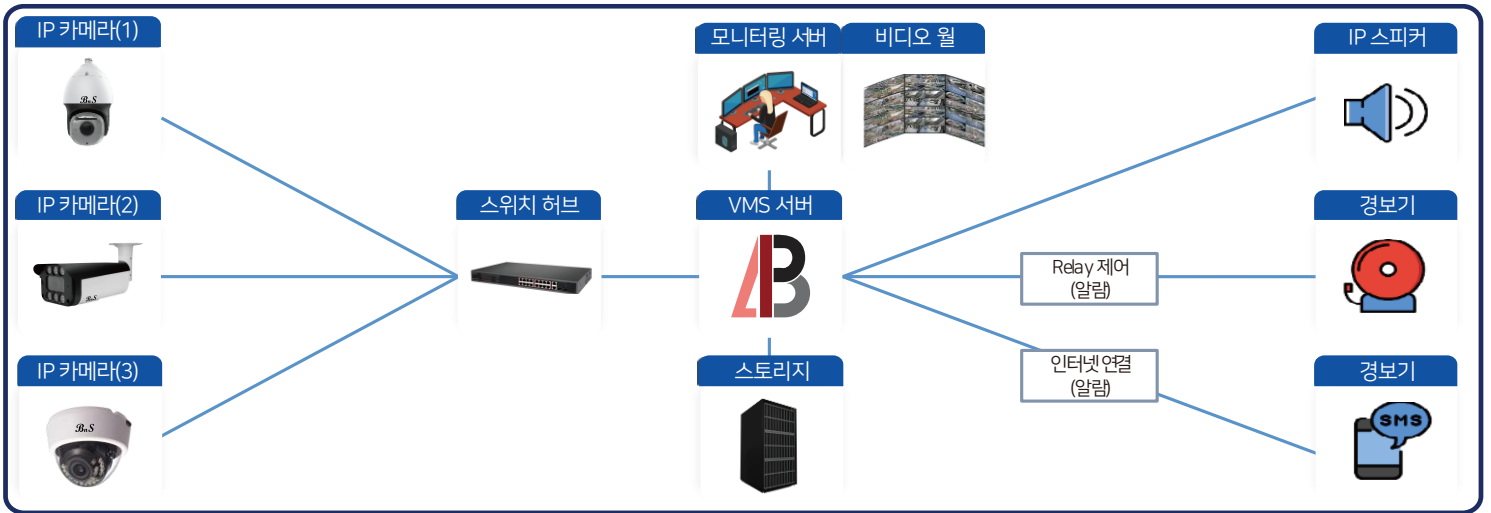 IP 카메라(1)
모니터링 서버
비디오 월
IP 스피커
BnS
IP 카메라(2)
스위치 허브
VMS 서버
경보기
BnS
Relay 제어
(알람)
IP 카메라(3)
스토리지
인터넷 연결
(알람)
경보기
BnS
SMS